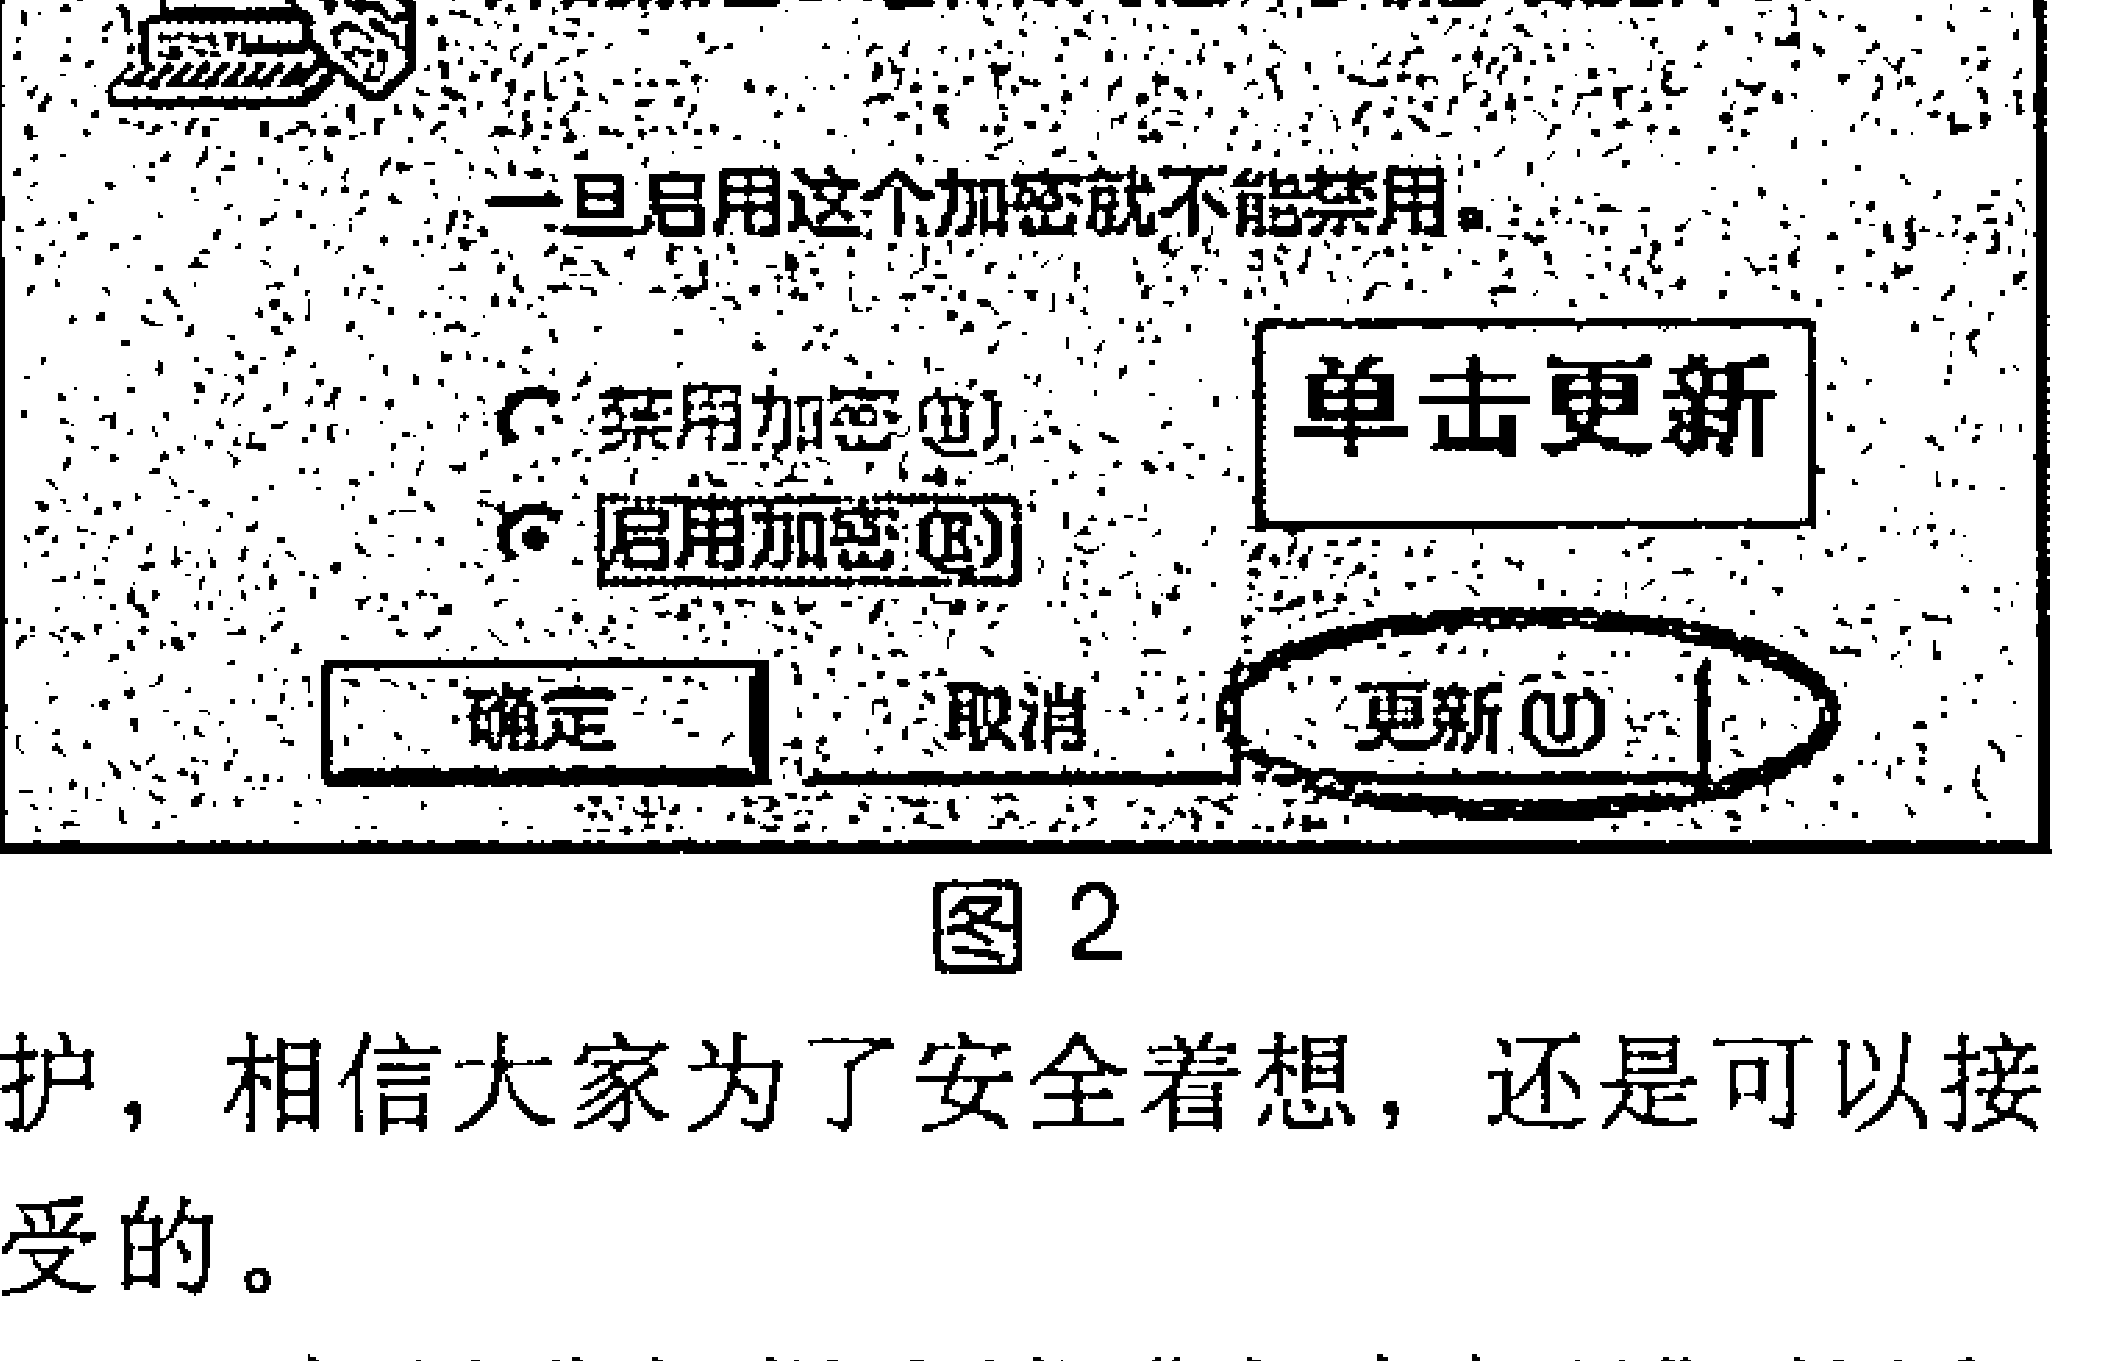 一旦启用这个加密就不能禁用。
单击更新
禁用加密(U)
启用加密(E)
确定 取消 更新(U)
图 2
护，相信大家为了安全着想，还是可以接
受的。